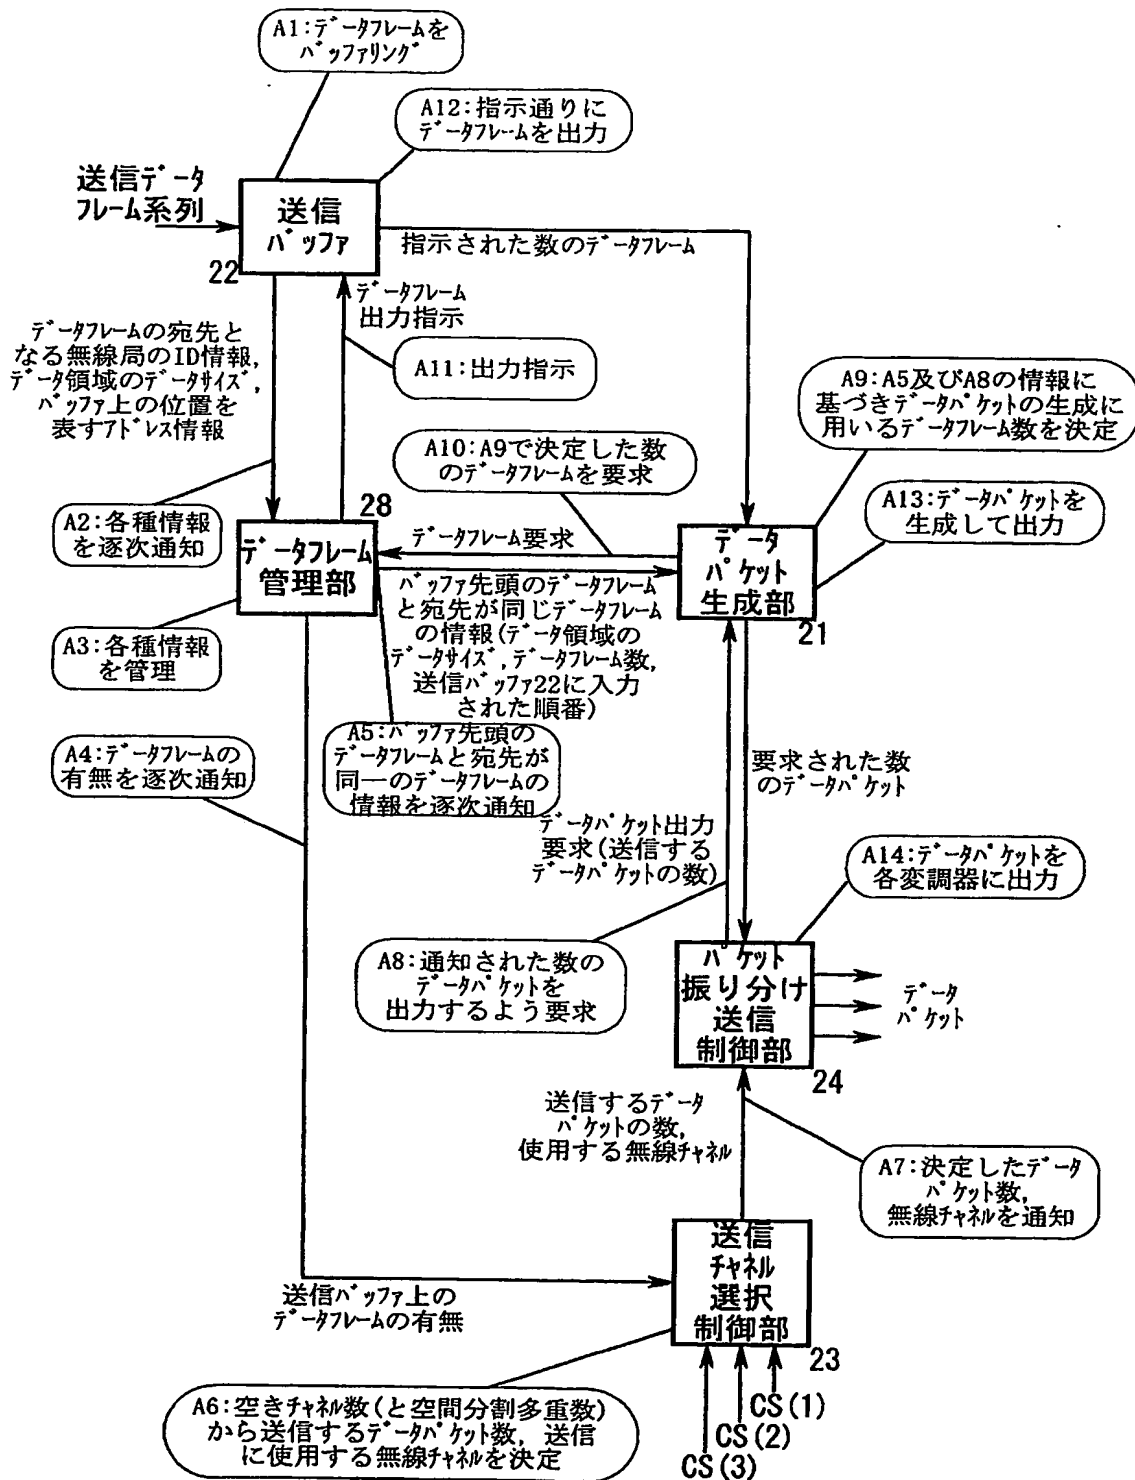 A1:データフレームを
バッファリング
A12:指示通りに
データフレームを出力
送信データ
フレーム系列
送信
バッファ
22
指示された数のデータフレーム
データフレーム
出力指示
データフレームの宛先と
なる無線局のID情報,
データ領域のデータサイズ,
バッファ上の位置を
表すアドレス情報
A11:出力指示
A9:A5及びA8の情報に
基づきデータパケットの生成に
用いるデータフレーム数を決定
A10:A9で決定した数
のデータフレームを要求
A2:各種情報
を逐次通知
28
データフレーム
管理部
データフレーム要求
A13:データパケットを
生成して出力
データ
パケット
生成部
21
バッファ先頭のデータフレーム
と宛先が同じデータフレーム
の情報(データ領域の
データサイズ,データフレーム数,
送信バッファ22に入力
された順番)
A3:各種情報
を管理
A4:データフレームの
有無を逐次通知
A5:バッファ先頭の
データフレームと宛先が
同一のデータフレームの
情報を逐次通知
要求された数
のデータパケット
データパケット出力
要求(送信する
データパケットの数)
A14:データパケットを
各変調器に出力
A8:通知された数の
データパケットを
出力するよう要求
パケット
振り分け
送信
制御部
24
データ
パケット
送信するデータ
パケットの数,
使用する無線チャネル
A7:決定したデータ
パケット数,
無線チャネルを通知
送信
チャネル
選択
制御部
23
送信バッファ上の
データフレームの有無
A6:空きチャネル数(と空間分割多重数)
から送信するデータパケット数, 送信
に使用する無線チャネルを決定
CS(1)
CS(2)
CS(3)